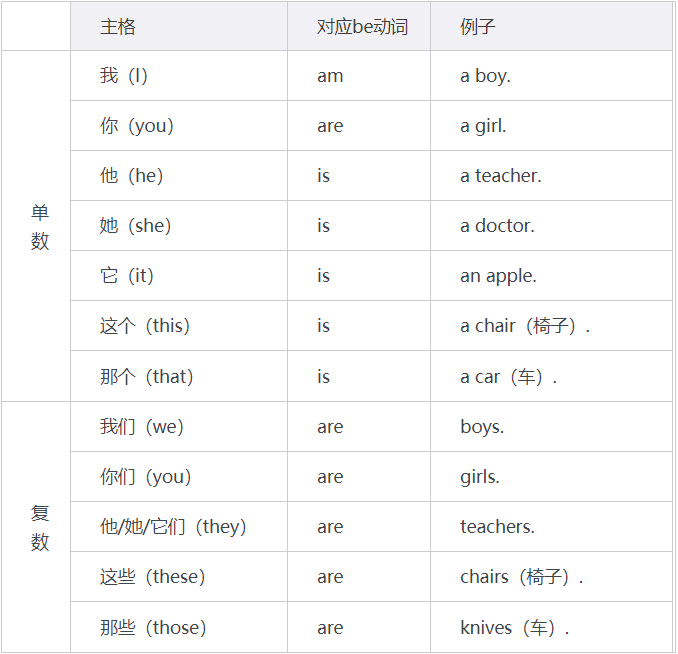 主格 对应be动词 例子
我（I） am a boy.
你（you） are a girl.
他（he） is a teacher.
单数
她（she） is a doctor.
它（it） is an apple.
这个（this） is a chair（椅子）.
那个（that） is a car（车）.
我们（we） are boys.
你们（you） are girls.
复数
他/她/它们（they） are teachers.
这些（these） are chairs（椅子）.
那些（those） are knives（车）.